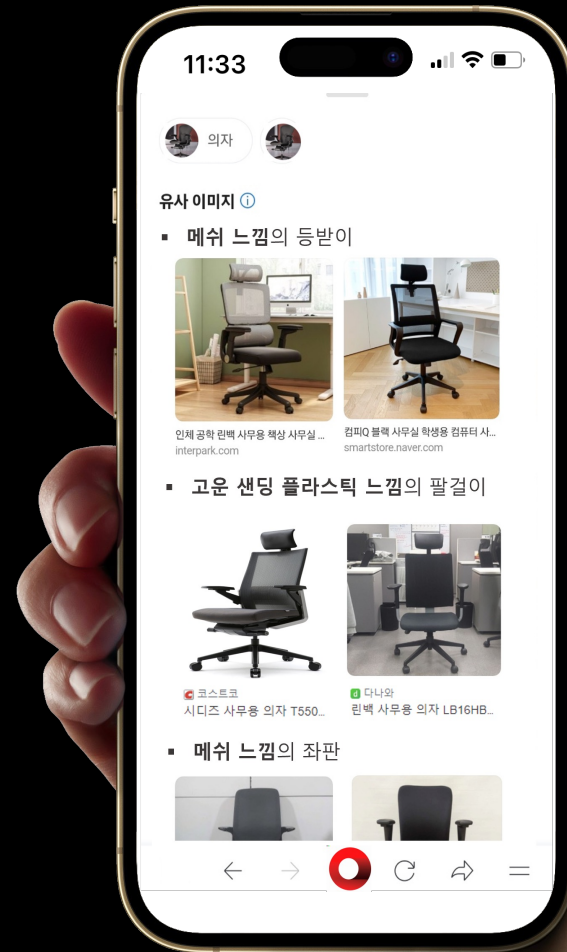 11:33
의자
유사 이미지
▪ 메쉬 느낌의 등받이
인체 공학 린백 사무용 책상 사무실 ...
interpark.com
컴피Q 블랙 사무실 학생용 컴퓨터 사...
smartstore.naver.com
▪ 고운 샌딩 플라스틱 느낌의 팔걸이
코스트코
시디즈 사무용 의자 T550...
다나와
린백 사무용 의자 LB16HB...
▪ 메쉬 느낌의 좌판